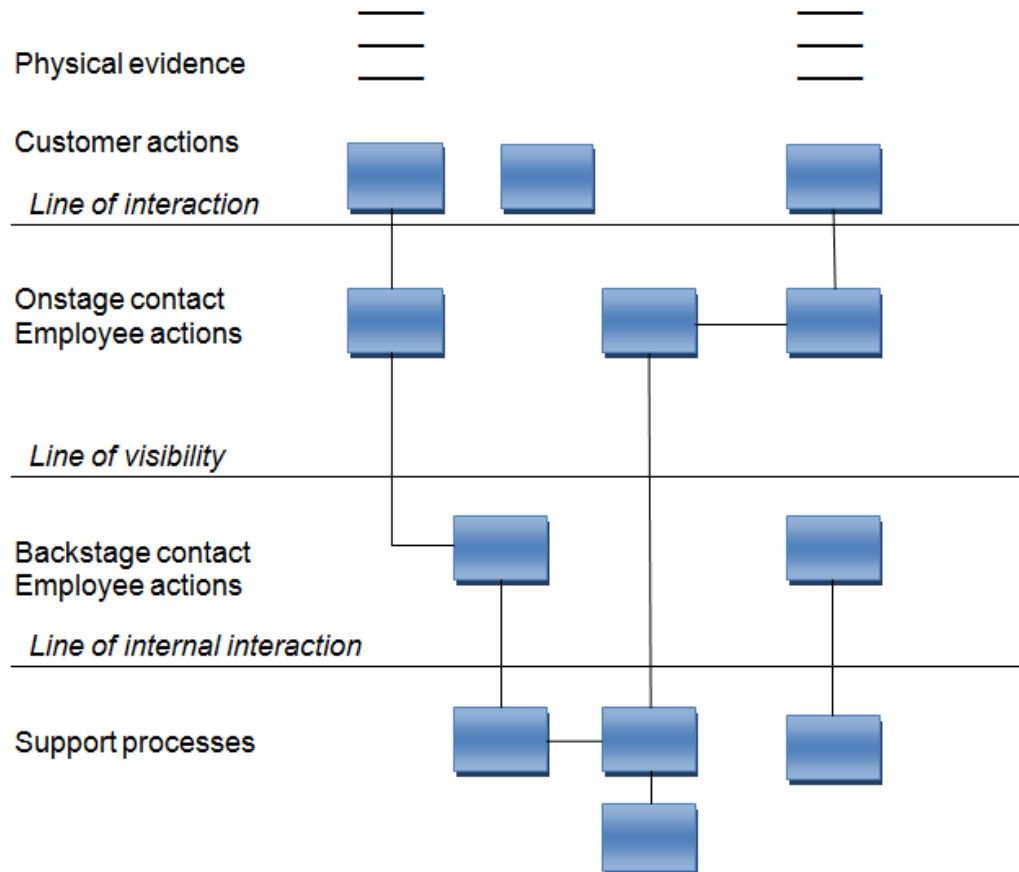 Physical evidence
Customer actions
Line of interaction
Onstage contact
Employee actions
Line of visibility
Backstage contact
Employee actions
Line of internal interaction
Support processes